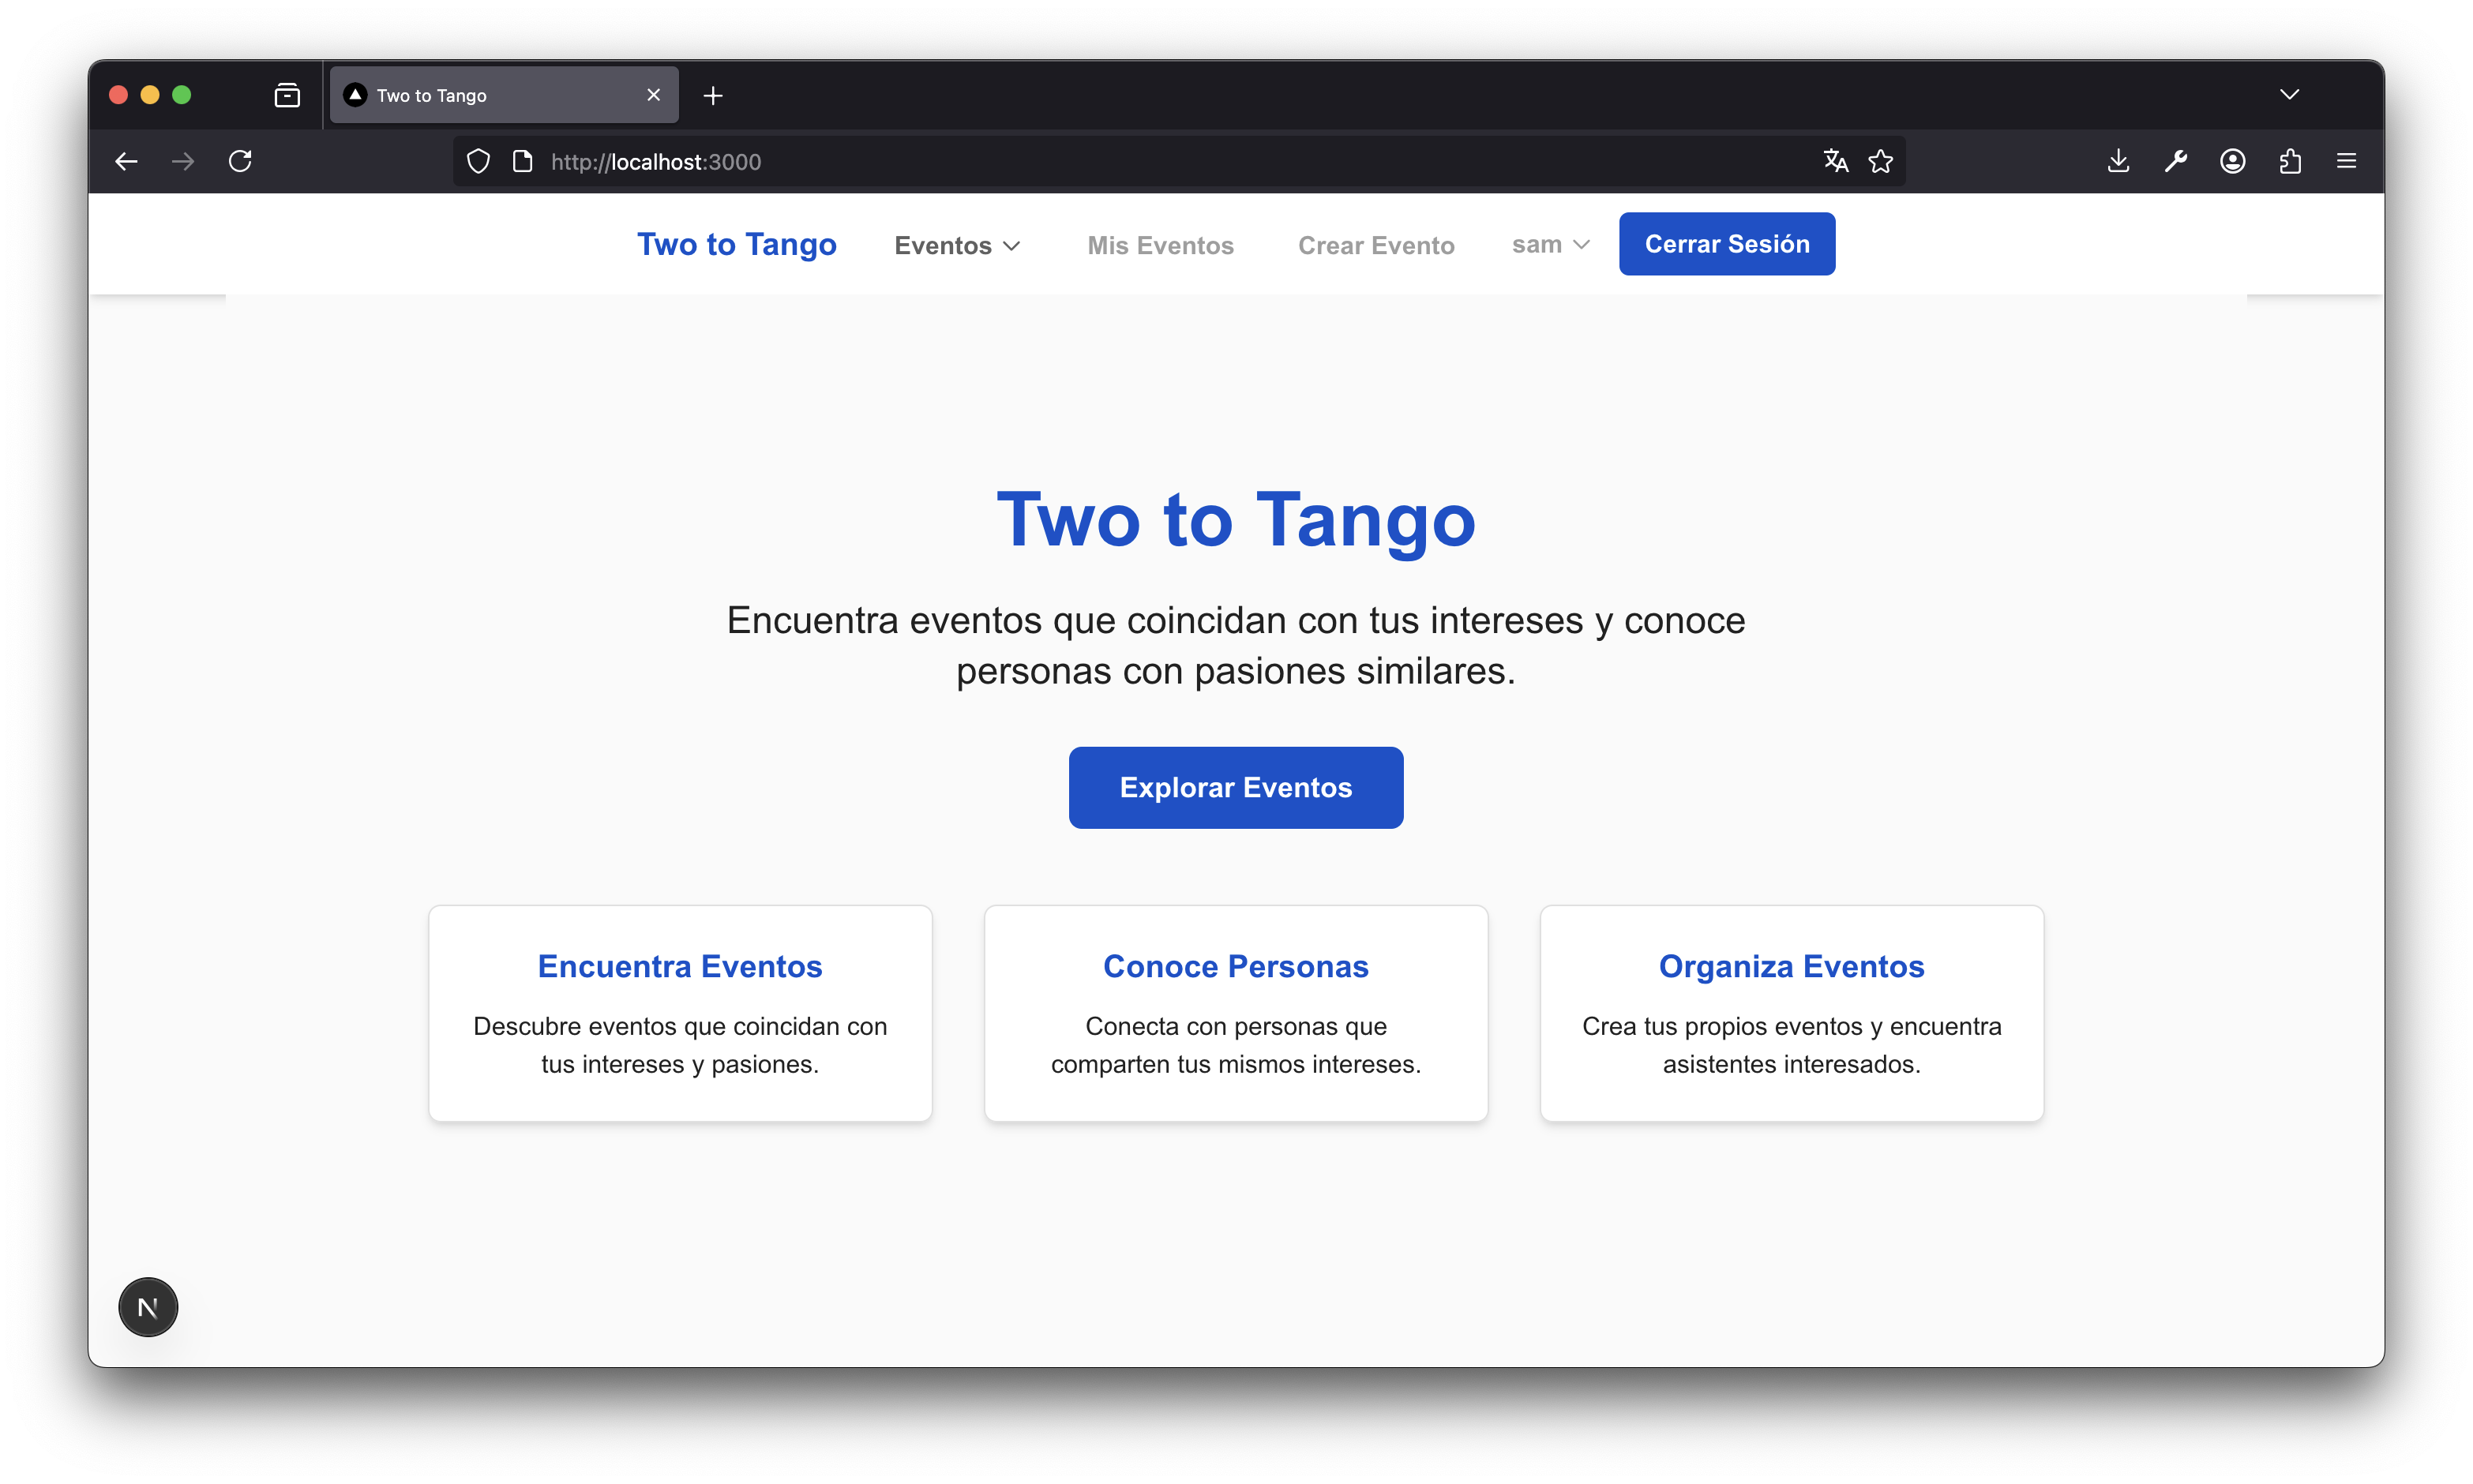 Two to Tango
http://localhost:3000
Two to Tango Eventos Mis Eventos Crear Evento sam Cerrar Sesión
Two to Tango
Encuentra eventos que coincidan con tus intereses y conoce
personas con pasiones similares.
Explorar Eventos
Encuentra Eventos
Descubre eventos que coincidan con
tus intereses y pasiones.
Conoce Personas
Conecta con personas que
comparten tus mismos intereses.
Organiza Eventos
Crea tus propios eventos y encuentra
asistentes interesados.
N